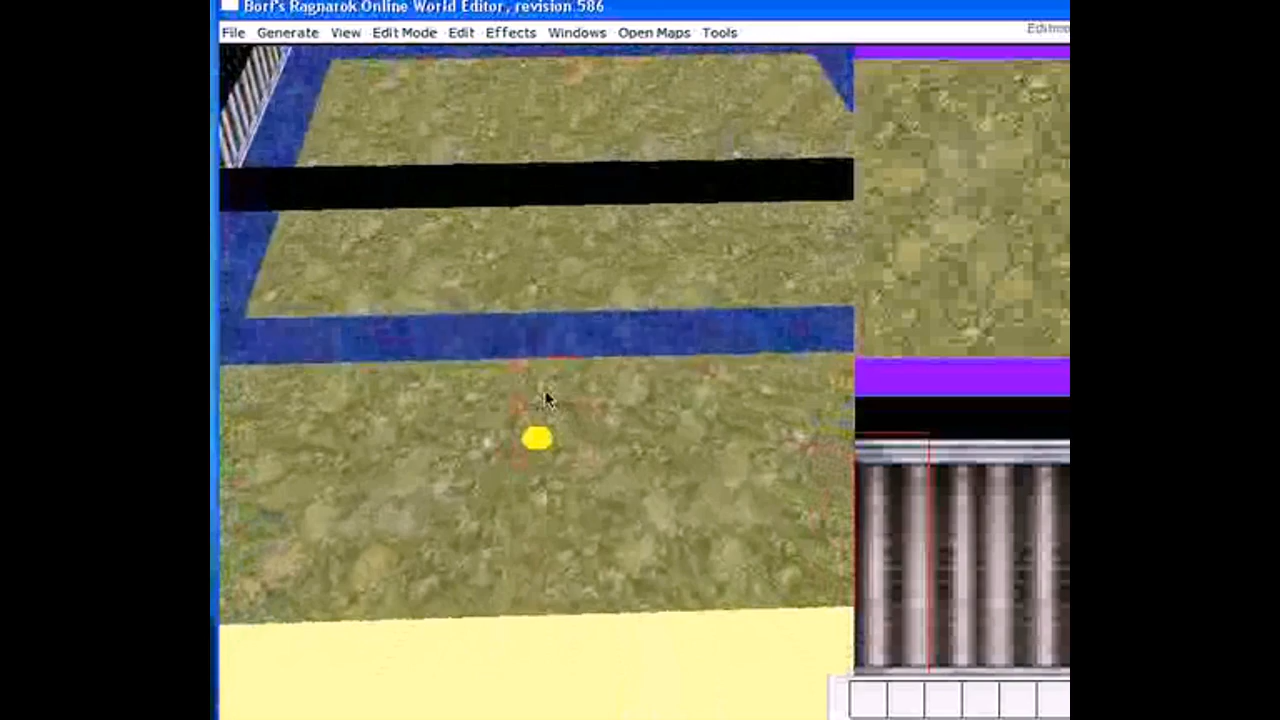 Borf's Ragnarok Online World Editor, revision 586
File Generate View Edit Mode Edit Effects Windows Open Maps Tools